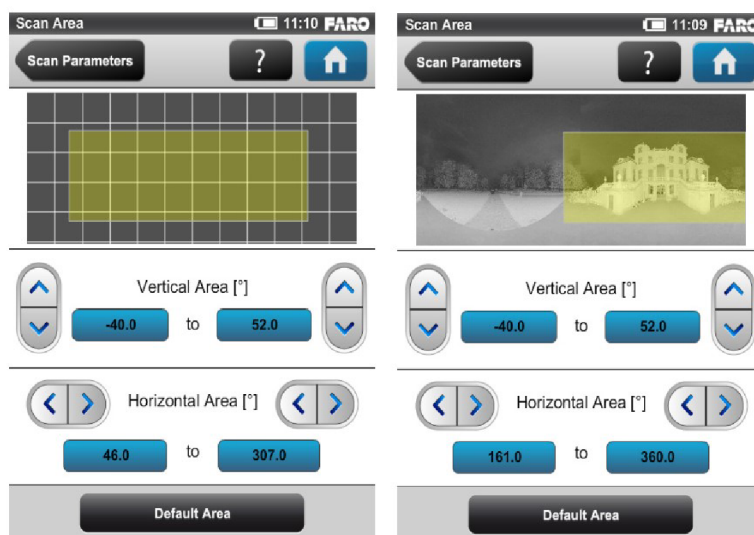 Scan Area 11:10 FARO
Scan Parameters ?
Vertical Area [°]
-40.0 to 52.0
Horizontal Area [°]
46.0 to 307.0
Default Area
Scan Area 11:09 FARO
Scan Parameters ?
Vertical Area [°]
-40.0 to 52.0
Horizontal Area [°]
161.0 to 360.0
Default Area